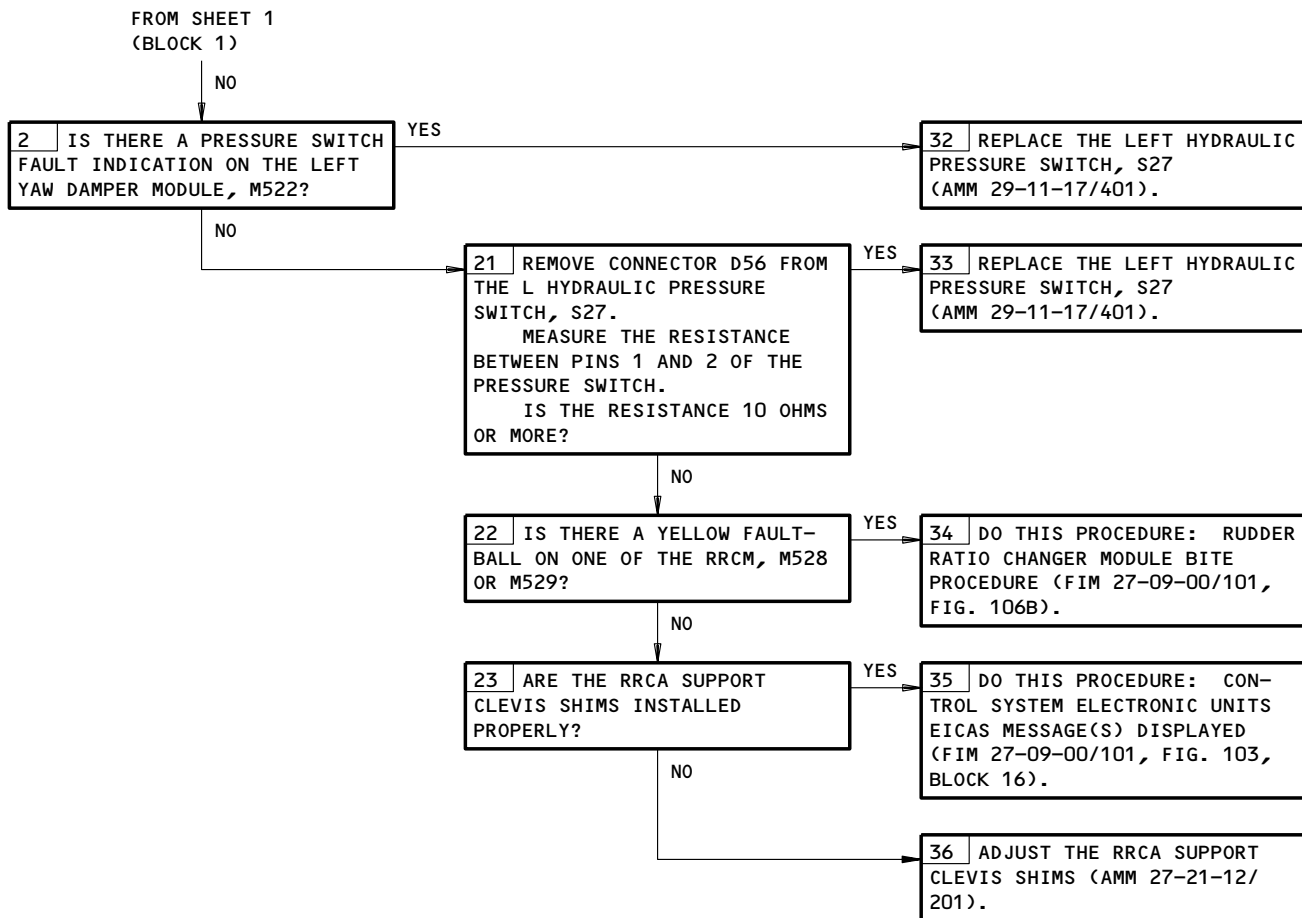 FROM SHEET 1
(BLOCK 1)
NO
2 IS THERE A PRESSURE SWITCH
FAULT INDICATION ON THE LEFT
YAW DAMPER MODULE, M522?
YES
32 REPLACE THE LEFT HYDRAULIC
PRESSURE SWITCH, S27
(AMM 29-11-17/401).
NO
21 REMOVE CONNECTOR D56 FROM
THE L HYDRAULIC PRESSURE
SWITCH, S27.
MEASURE THE RESISTANCE
BETWEEN PINS 1 AND 2 OF THE
PRESSURE SWITCH.
IS THE RESISTANCE 10 OHMS
OR MORE?
YES
33 REPLACE THE LEFT HYDRAULIC
PRESSURE SWITCH, S27
(AMM 29-11-17/401).
NO
22 IS THERE A YELLOW FAULT-
BALL ON ONE OF THE RRCM, M528
OR M529?
YES
34 DO THIS PROCEDURE: RUDDER
RATIO CHANGER MODULE BITE
PROCEDURE (FIM 27-09-00/101,
FIG. 106B).
NO
23 ARE THE RRCA SUPPORT
CLEVIS SHIMS INSTALLED
PROPERLY?
YES
35 DO THIS PROCEDURE: CON-
TROL SYSTEM ELECTRONIC UNITS
EICAS MESSAGE(S) DISPLAYED
(FIM 27-09-00/101, FIG. 103,
BLOCK 16).
NO
36 ADJUST THE RRCA SUPPORT
CLEVIS SHIMS (AMM 27-21-12/
201).